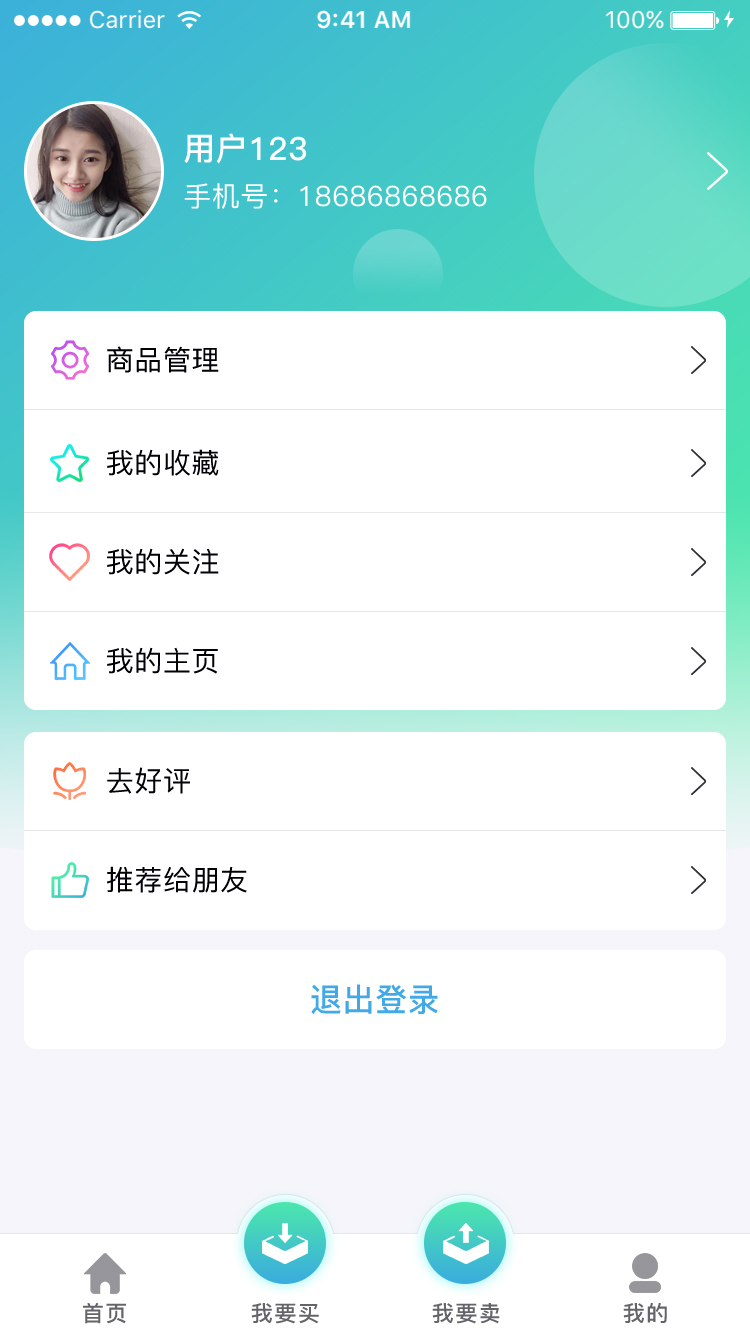 Carrier 9:41 AM 100%
用户123
手机号：18686868686
商品管理
我的收藏
我的关注
我的主页
去好评
推荐给朋友
退出登录
首页 我要买 我要卖 我的